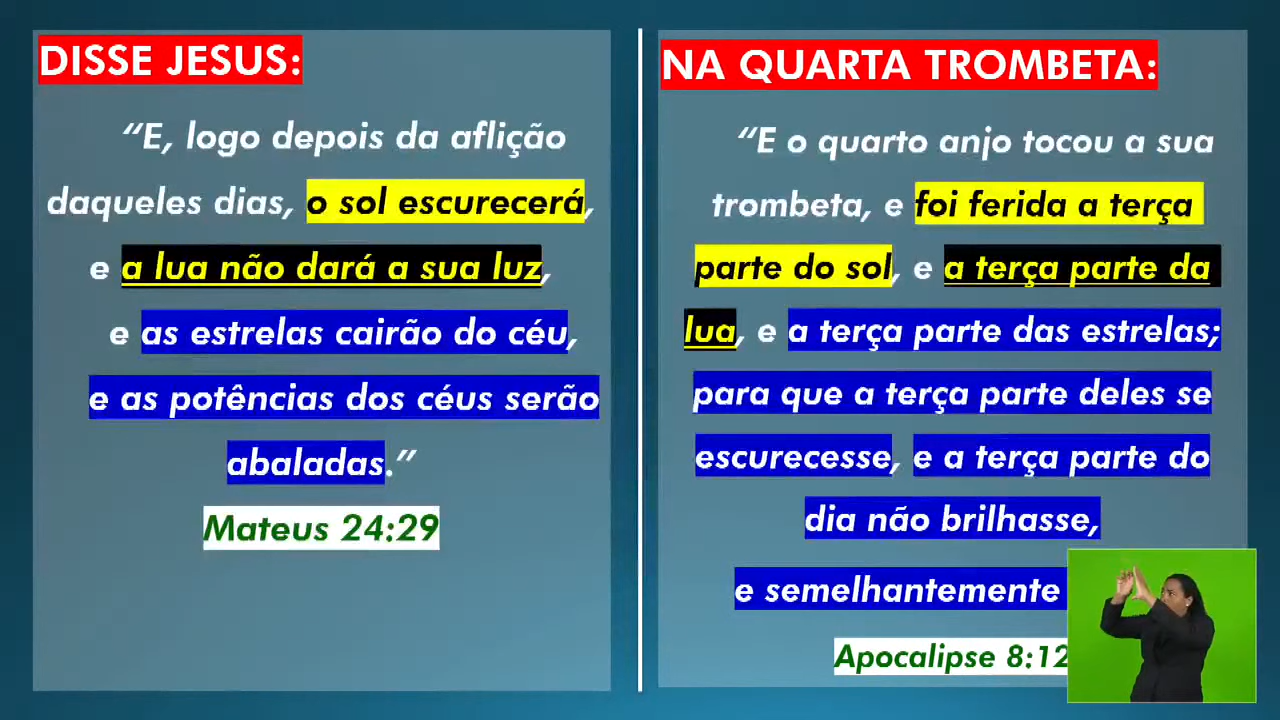 DISSE JESUS:
“E, logo depois da aflição
daqueles dias, o sol escurecerá,
e a lua não dará a sua luz,
e as estrelas cairão do céu,
e as potências dos céus serão
abaladas.”
Mateus 24:29
NA QUARTA TROMBETA:
“E o quarto anjo tocou a sua
trombeta, e foi ferida a terça
parte do sol, e a terça parte da
lua, e a terça parte das estrelas;
para que a terça parte deles se
escurecesse, e a terça parte do
dia não brilhasse,
e semelhantemente
Apocalipse 8:12